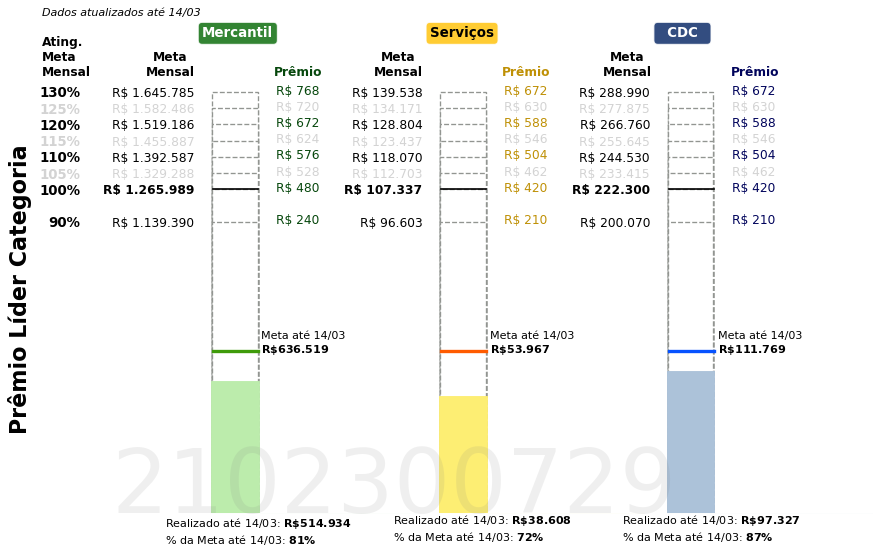 Dados atualizados até 14/03
Mercantil
Serviços
CDC
Ating. Meta Mensal
Meta Mensal
Prêmio
Meta Mensal
Prêmio
Meta Mensal
Prêmio
130% R$ 1.645.785 R$ 768 R$ 139.538 R$ 672 R$ 288.990 R$ 672
125% R$ 1.582.486 R$ 720 R$ 134.171 R$ 630 R$ 277.875 R$ 630
120% R$ 1.519.186 R$ 672 R$ 128.804 R$ 588 R$ 266.760 R$ 588
115% R$ 1.455.887 R$ 624 R$ 123.437 R$ 546 R$ 255.645 R$ 546
110% R$ 1.392.587 R$ 576 R$ 118.070 R$ 504 R$ 244.530 R$ 504
105% R$ 1.329.288 R$ 528 R$ 112.703 R$ 462 R$ 233.415 R$ 462
100% R$ 1.265.989 R$ 480 R$ 107.337 R$ 420 R$ 222.300 R$ 420
90% R$ 1.139.390 R$ 240 R$ 96.603 R$ 210 R$ 200.070 R$ 210
Prêmio Líder Categoria
Meta até 14/03
R$636.519
Meta até 14/03
R$53.967
Meta até 14/03
R$111.769
2102300729
Realizado até 14/03: R$514.934
% da Meta até 14/03: 81%
Realizado até 14/03: R$38.608
% da Meta até 14/03: 72%
Realizado até 14/03: R$97.327
% da Meta até 14/03: 87%